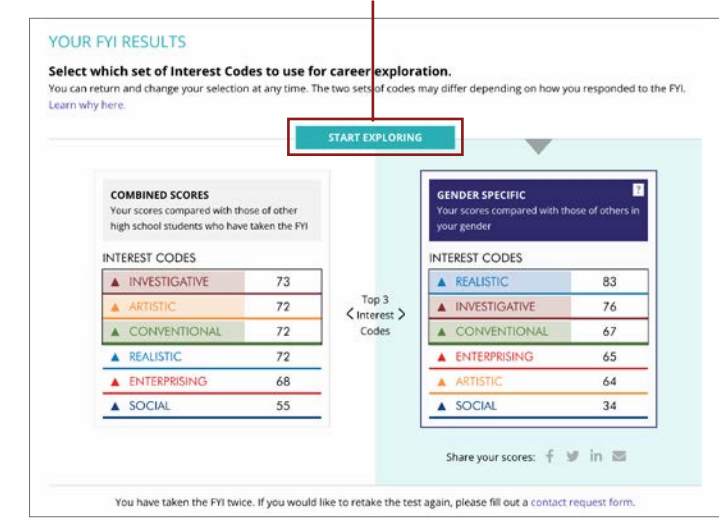 YOUR FYI RESULTS
Select which set of Interest Codes to use for career exploration.
You can return and change your selection at any time. The two sets of codes may differ depending on how you responded to the FYI.
Learn why here.
START EXPLORING
COMBINED SCORES
Your scores compared with those of other
high school students who have taken the FYI
INTEREST CODES
INVESTIGATIVE 73
ARTISTIC 72
CONVENTIONAL 72
REALISTIC 72
ENTERPRISING 68
SOCIAL 55
Top 3
< Interest >
Codes
GENDER SPECIFIC ?
Your scores compared with those of others in
your gender
INTEREST CODES
REALISTIC 83
INVESTIGATIVE 76
CONVENTIONAL 67
ENTERPRISING 65
ARTISTIC 64
SOCIAL 34
Share your scores: f in
You have taken the FYI twice. If you would like to retake the test again, please fill out a contact request form.